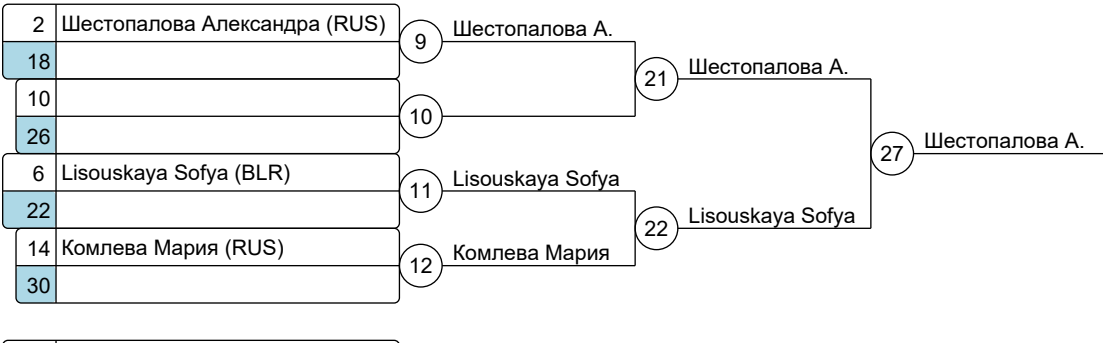 2 Шестопалова Александра (RUS)
18
10
26
6 Lisouskaya Sofya (BLR)
22
14 Комлева Мария (RUS)
30
9 Шестопалова А.
10
11 Lisouskaya Sofya
12 Комлева Мария
21 Шестопалова А.
22 Lisouskaya Sofya
27 Шестопалова А.